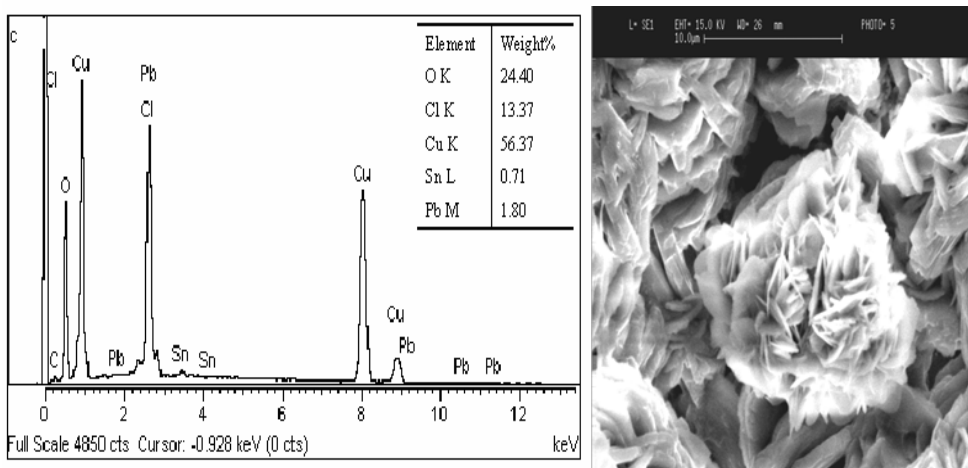 C
Cl
Cu
Pb
Cl
O
Cu
Cu
C
Pb
Sn
Sn
Pb
Pb
Pb
Element Weight%
O K 24.40
Cl K 13.37
Cu K 56.37
Sn L 0.71
Pb M 1.80
0 2 4 6 8 10 12
Full Scale 4850 cts Cursor: -0.928 keV (0 cts) keV
L= SE1 EHT= 15.0 KV WD= 26 mm PHOTO= 5
10.0µm